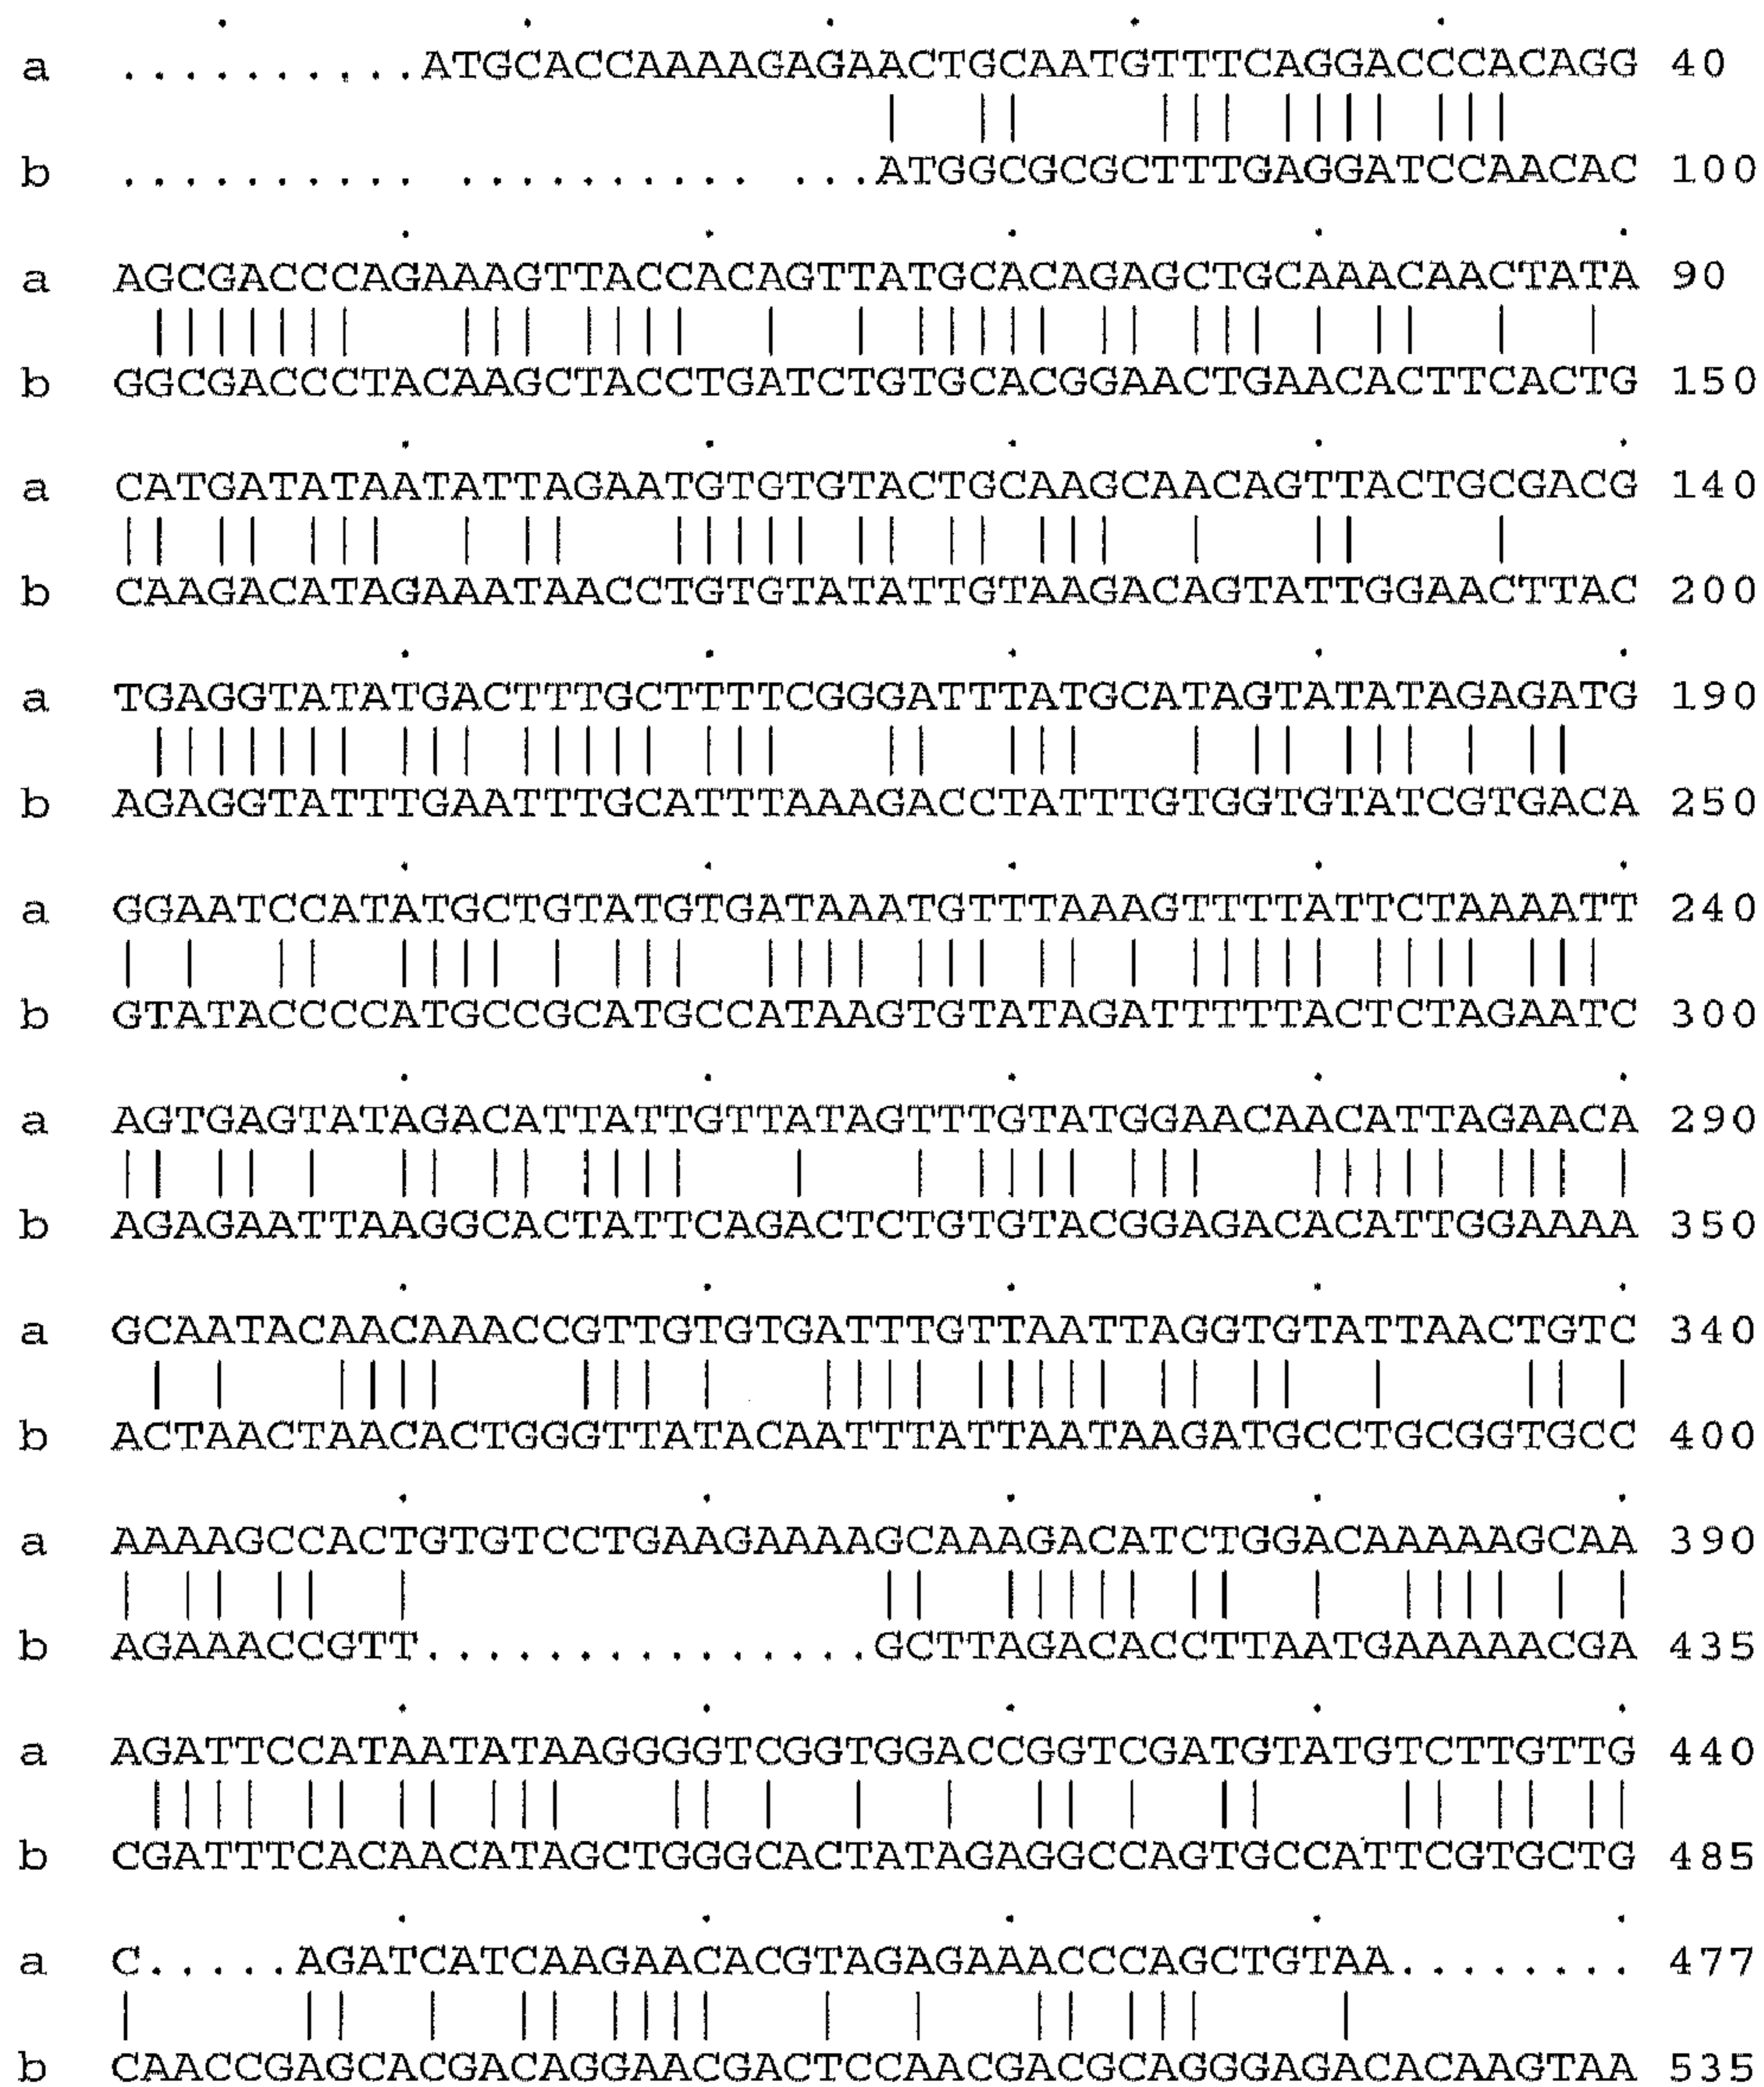 a ..........ATGCACCAAAAGAGAACTGCAATGTTTCAGGACCCACAGG 40
b .......... .......... ...ATGGCGCGCTTTGAGGATCCAACAC 100
a AGCGACCCAGAAAGTTACCACAGTTATGCACAGAGCTGCAAACAACTATA 90
b GGCGACCCTACAAGCTACCTGATCTGTGCACGGAACTGAACACTTCACTG 150
a CATGATATAATATTAGAATGTGTGTACTGCAAGCAACAGTTACTGCGACG 140
b CAAGACATAGAAATAACCTGTGTATATTGTAAGACAGTATTGGAACTTAC 200
a TGAGGTATATGACTTTGCTTTTCGGGATTTATGCATAGTATATAGAGATG 190
b AGAGGTATTTGAATTTGCATTTAAAGACCTATTTGTGGTGTATCGTGACA 250
a GGAATCCATATGCTGTATGTGATAAATGTTTAAAGTTTTATTCTAAAATT 240
b GTATACCCCATGCCGCATGCCATAAGTGTATAGATTTTTACTCTAGAATC 300
a AGTGAGTATAGACATTATTGTTATAGTTTGTATGGAACAACATTAGAACA 290
b AGAGAATTAAGGCACTATTCAGACTCTGTGTACGGAGACACATTGGAAAA 350
a GCAATACAACAAACCGTTGTGTGATTTGTTAATTAGGTGTATTAACTGTC 340
b ACTAACTAACACTGGGTTATACAATTTATTAATAAGATGCCTGCGGTGCC 400
a AAAAGCCACTGTGTCCTGAAGAAAAGCAAAGACATCTGGACAAAAAGCAA 390
b AGAAACCGTT...............GCTTAGACACCTTAATGAAAAACGA 435
a AGATTCCATAATATAAGGGGTCGGTGGACCGGTCGATGTATGTCTTGTTG 440
b CGATTTCACAACATAGCTGGGCACTATAGAGGCCAGTGCCATTCGTGCTG 485
a C.....AGATCATCAAGAACACGTAGAGAAACCCAGCTGTAA........ 477
b CAACCGAGCACGACAGGAACGACTCCAACGACGCAGGGAGACACAAGTAA 535